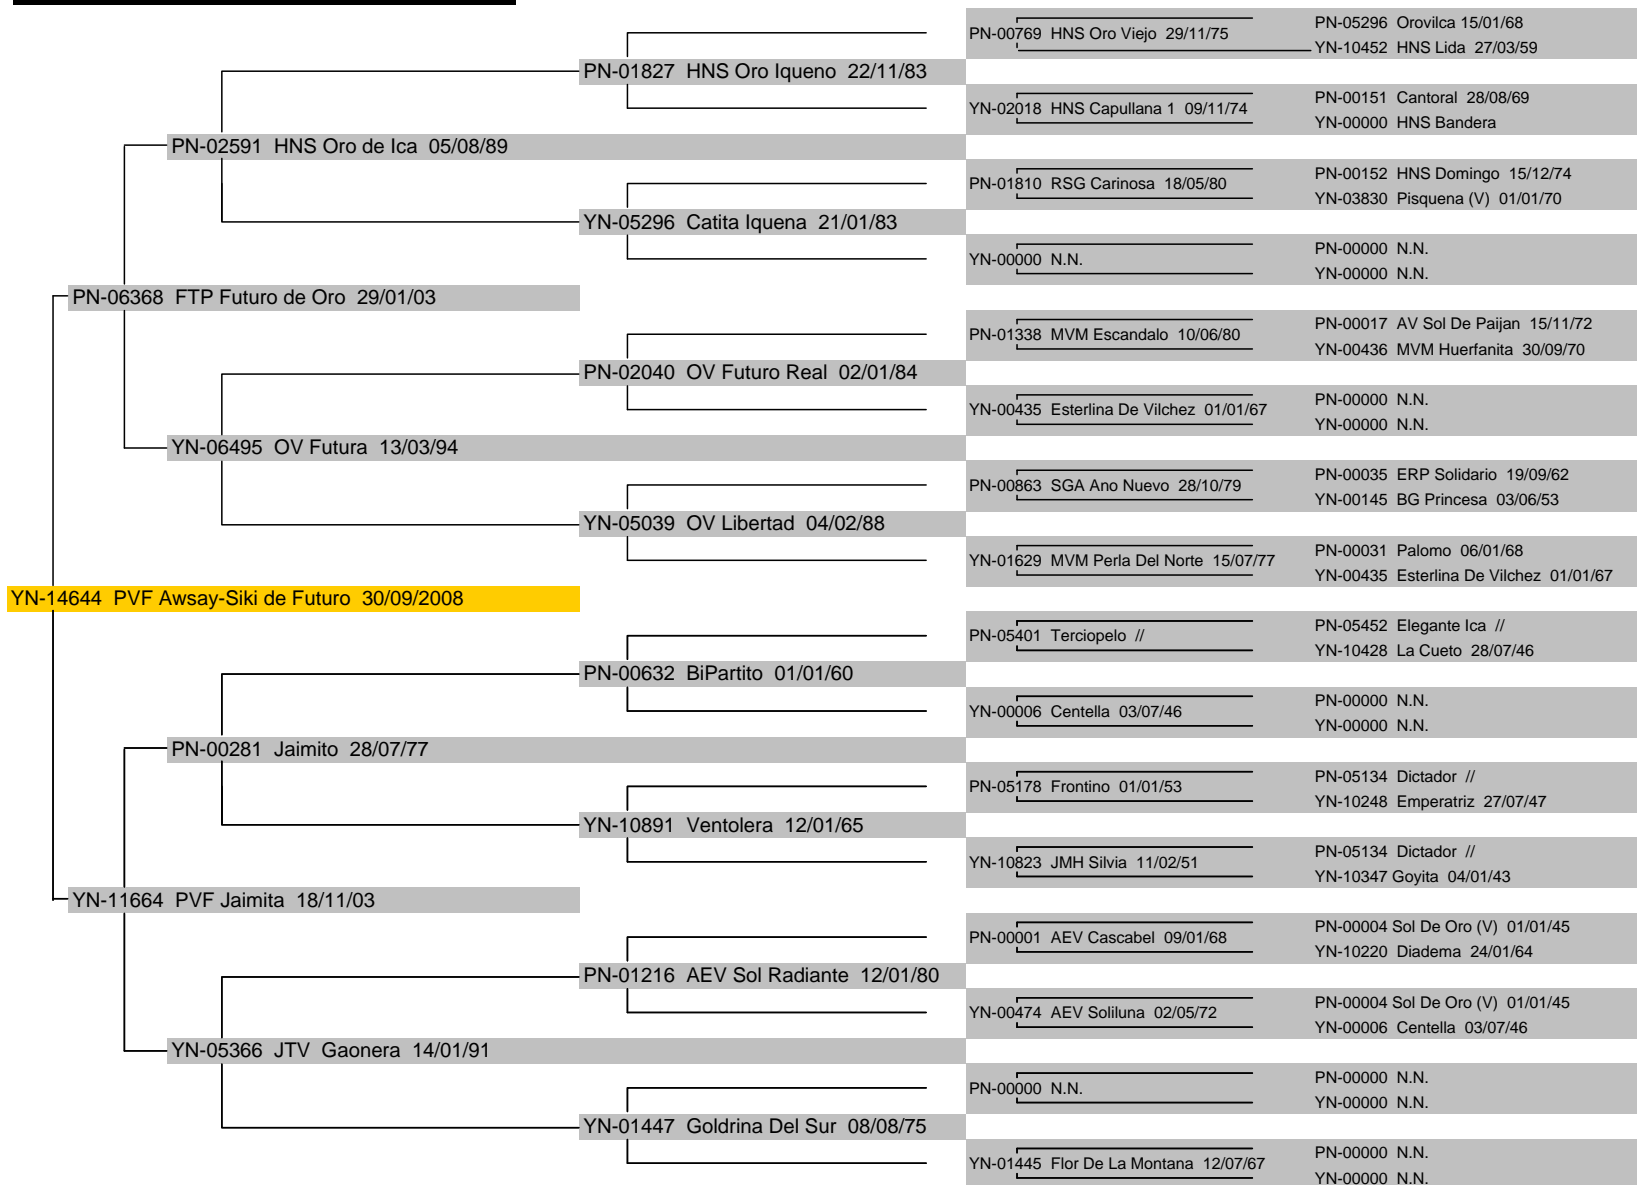 PN-05296 Orovilca 15/01/68
PN-00769 HNS Oro Viejo 29/11/75
YN-10452 HNS Lida 27/03/59
PN-01827 HNS Oro Iqueno 22/11/83
PN-00151 Cantoral 28/08/69
YN-02018 HNS Capullana 1 09/11/74
YN-00000 HNS Bandera
PN-02591 HNS Oro de Ica 05/08/89
PN-00152 HNS Domingo 15/12/74
PN-01810 RSG Carinosa 18/05/80
YN-03830 Pisquena (V) 01/01/70
YN-05296 Catita Iquena 21/01/83
PN-00000 N.N.
YN-00000 N.N.
YN-00000 N.N.
PN-06368 FTP Futuro de Oro 29/01/03
PN-00017 AV Sol De Paijan 15/11/72
PN-01338 MVM Escandalo 10/06/80
YN-00436 MVM Huerfanita 30/09/70
PN-02040 OV Futuro Real 02/01/84
PN-00000 N.N.
YN-00435 Esterlina De Vilchez 01/01/67
YN-00000 N.N.
YN-06495 OV Futura 13/03/94
PN-00035 ERP Solidario 19/09/62
PN-00863 SGA Ano Nuevo 28/10/79
YN-00145 BG Princesa 03/06/53
YN-05039 OV Libertad 04/02/88
PN-00031 Palomo 06/01/68
YN-01629 MVM Perla Del Norte 15/07/77
YN-00435 Esterlina De Vilchez 01/01/67
YN-14644 PVF Awsay-Siki de Futuro 30/09/2008
PN-05452 Elegante Ica //
PN-05401 Terciopelo //
YN-10428 La Cueto 28/07/46
PN-00632 BiPartito 01/01/60
PN-00000 N.N.
YN-00006 Centella 03/07/46
YN-00000 N.N.
PN-00281 Jaimito 28/07/77
PN-05134 Dictador //
PN-05178 Frontino 01/01/53
YN-10248 Emperatriz 27/07/47
YN-10891 Ventolera 12/01/65
PN-05134 Dictador //
YN-10823 JMH Silvia 11/02/51
YN-10347 Goyita 04/01/43
YN-11664 PVF Jaimita 18/11/03
PN-00004 Sol De Oro (V) 01/01/45
PN-00001 AEV Cascabel 09/01/68
YN-10220 Diadema 24/01/64
PN-01216 AEV Sol Radiante 12/01/80
PN-00004 Sol De Oro (V) 01/01/45
YN-00474 AEV Soliluna 02/05/72
YN-00006 Centella 03/07/46
YN-05366 JTV Gaonera 14/01/91
PN-00000 N.N.
PN-00000 N.N.
YN-00000 N.N.
YN-01447 Goldrina Del Sur 08/08/75
PN-00000 N.N.
YN-01445 Flor De La Montana 12/07/67
YN-00000 N.N.